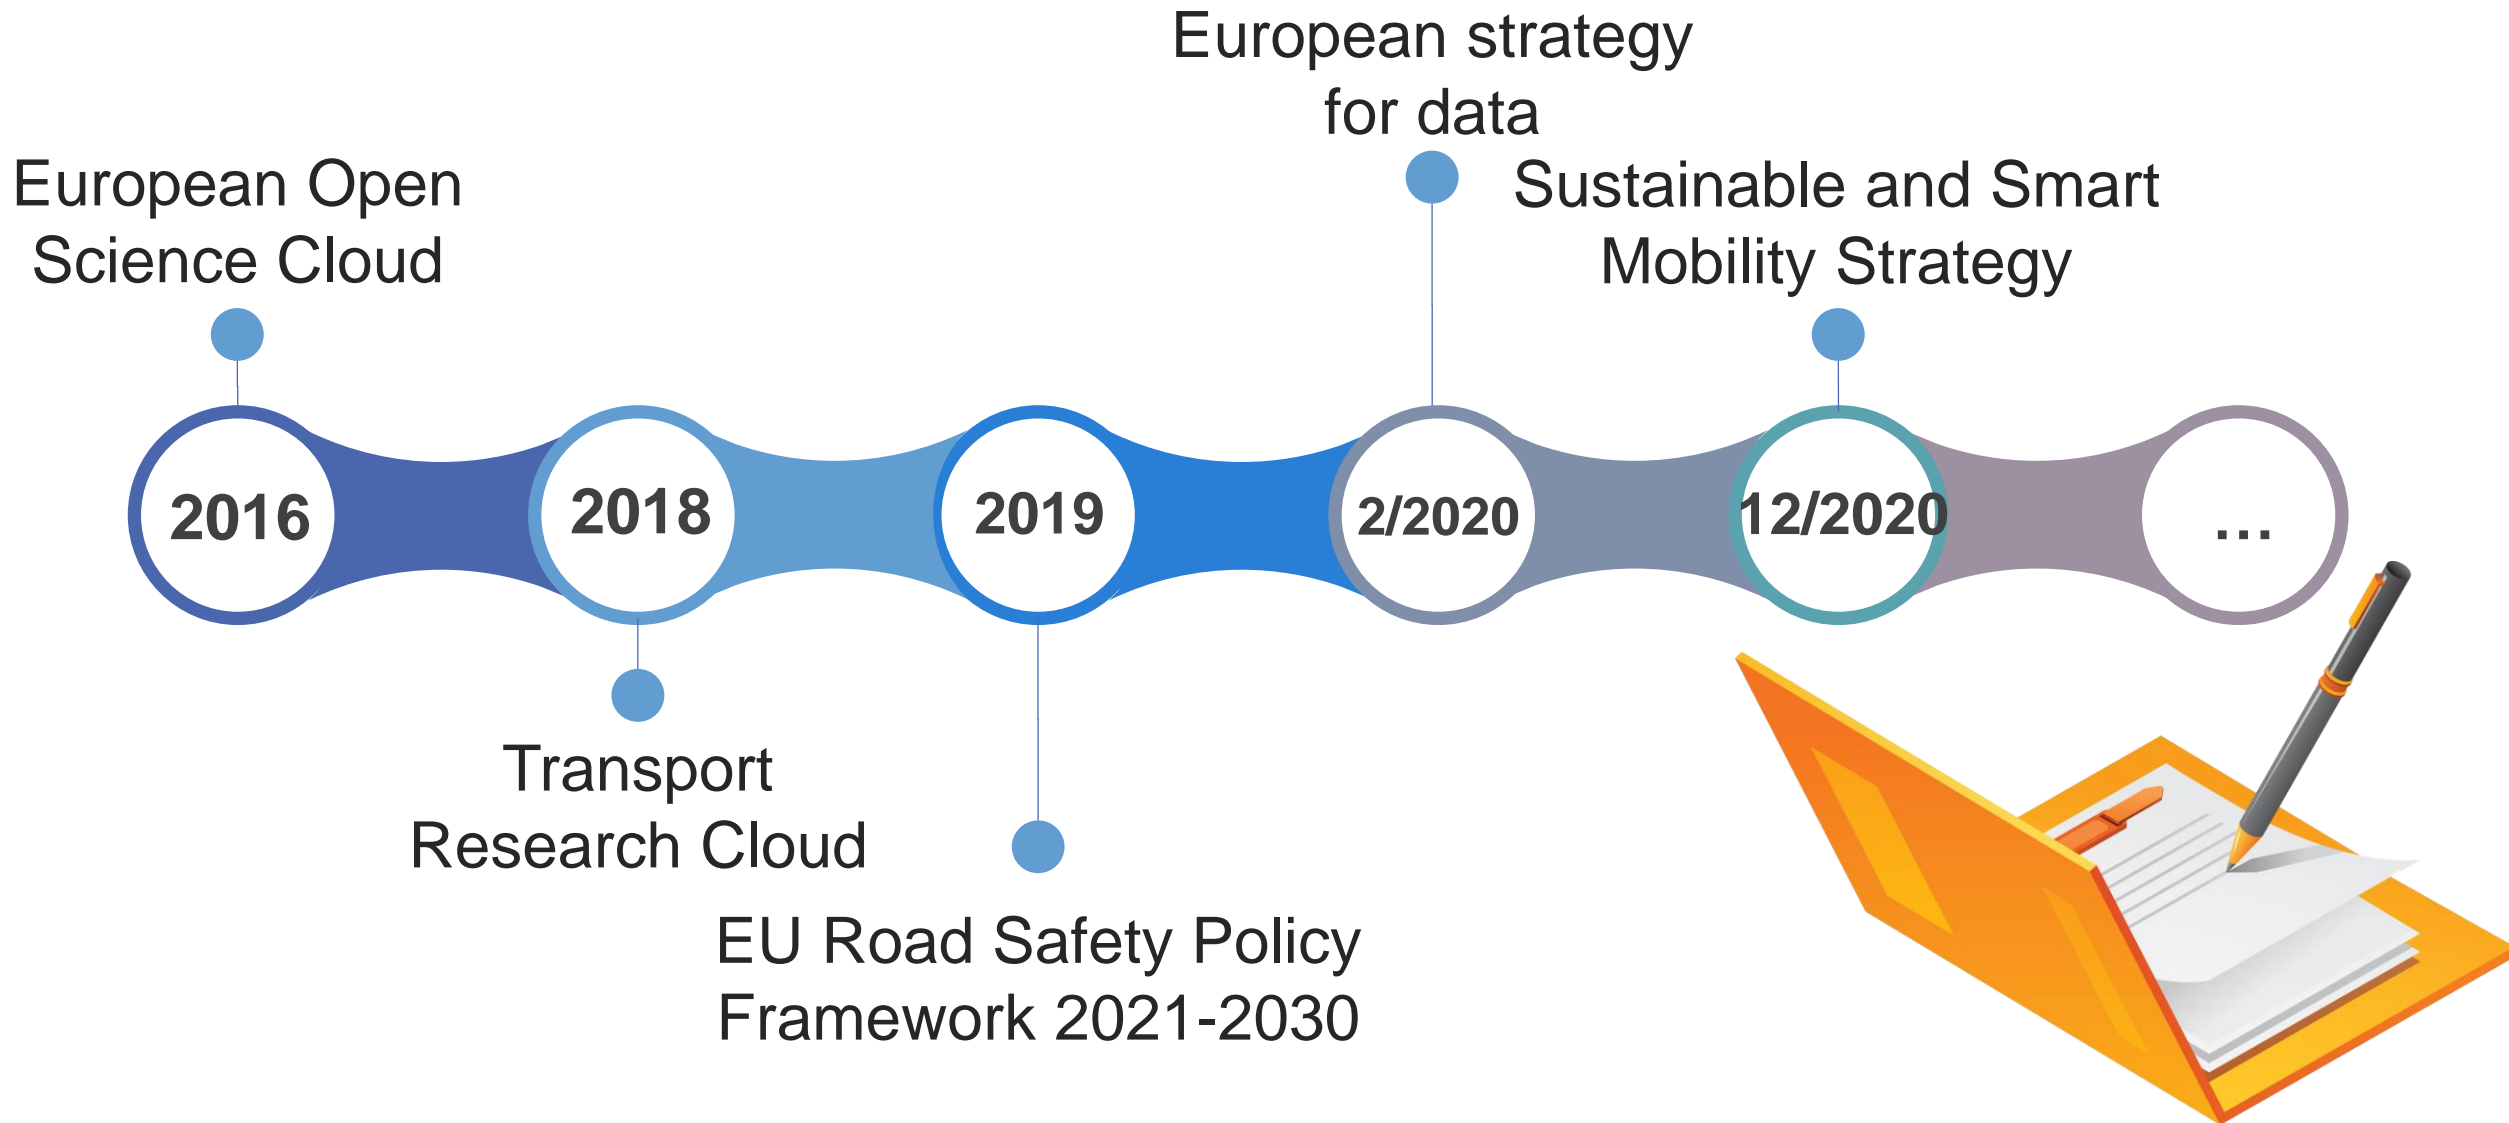 European strategy
for data
European Open
Science Cloud
Sustainable and Smart
Mobility Strategy
2016
2018
2019
2/2020
12/2020
...
Transport
Research Cloud
EU Road Safety Policy
Framework 2021-2030